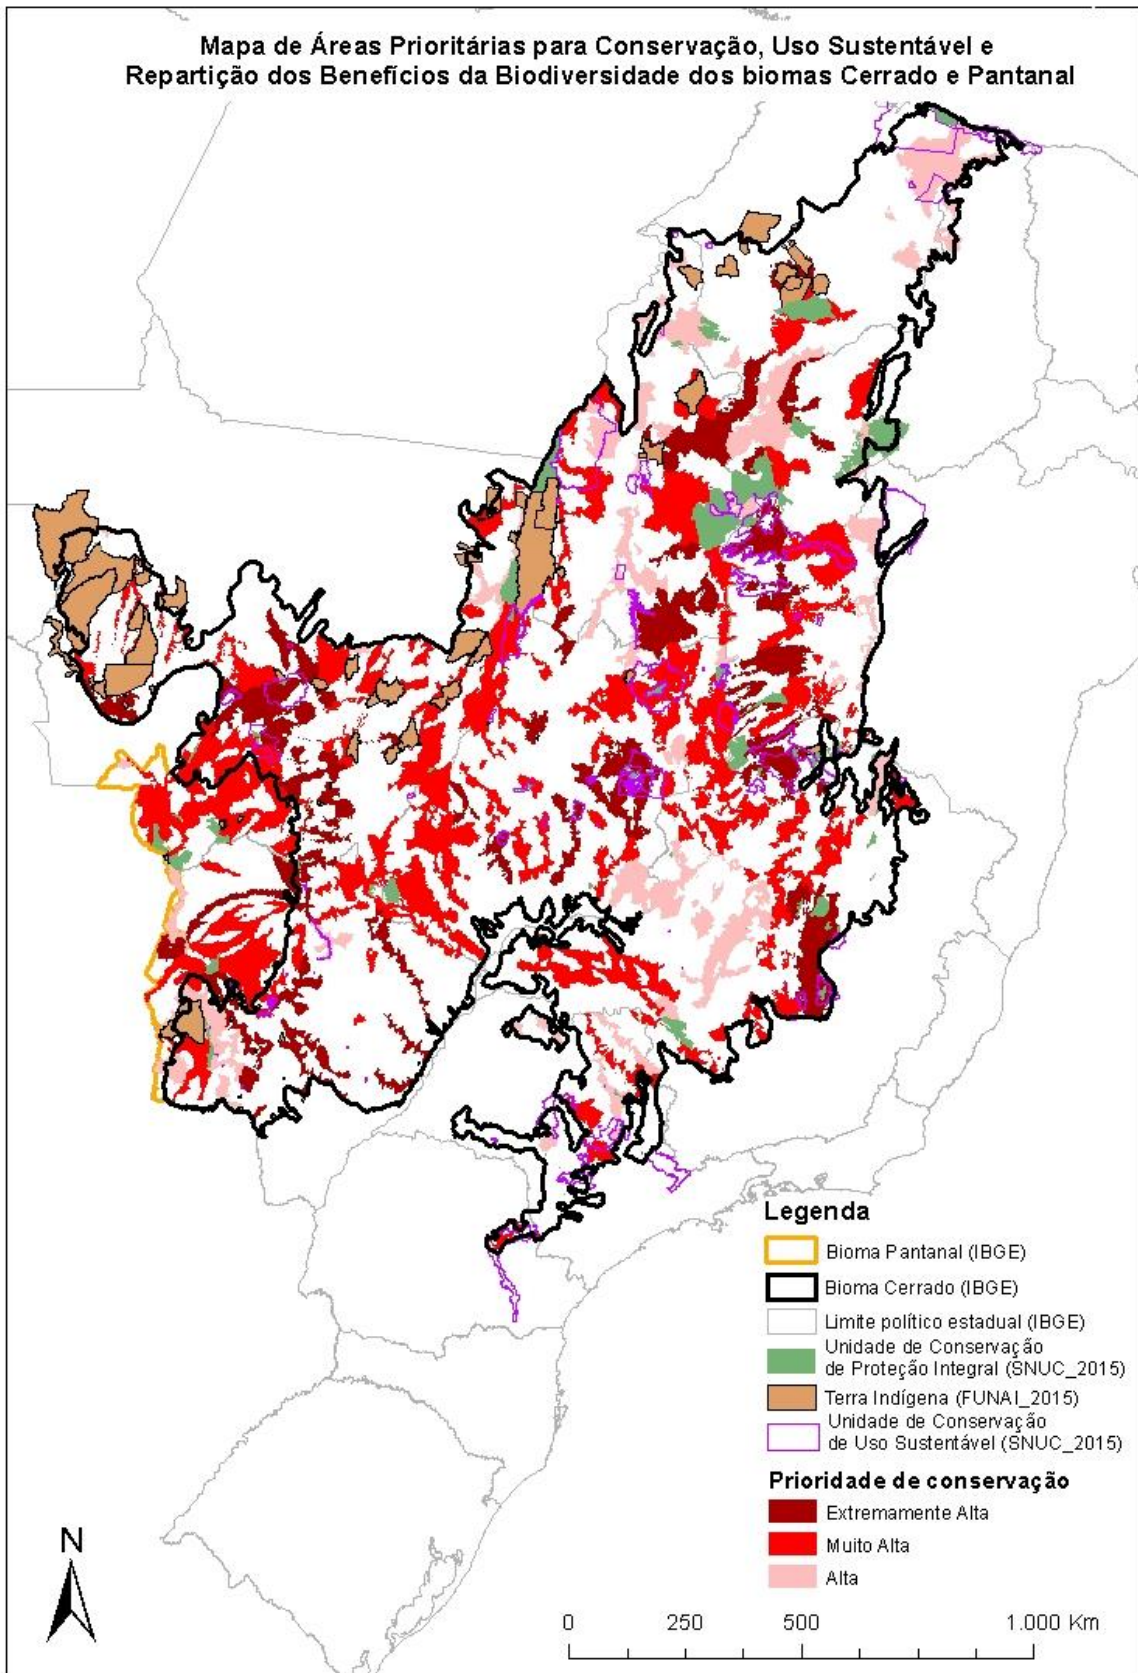 Mapa de Áreas Prioritárias para Conservação, Uso Sustentável e
Repartição dos Benefícios da Biodiversidade dos biomas Cerrado e Pantanal
Legenda
Bioma Pantanal (IBGE)
Bioma Cerrado (IBGE)
Limite político estadual (IBGE)
Unidade de Conservação
de Proteção Integral (SNUC_2015)
Terra Indígena (FUNAI_2015)
Unidade de Conservação
de Uso Sustentável (SNUC_2015)
Prioridade de conservação
Extremamente Alta
Muito Alta
Alta
N
0 250 500 1.000 Km